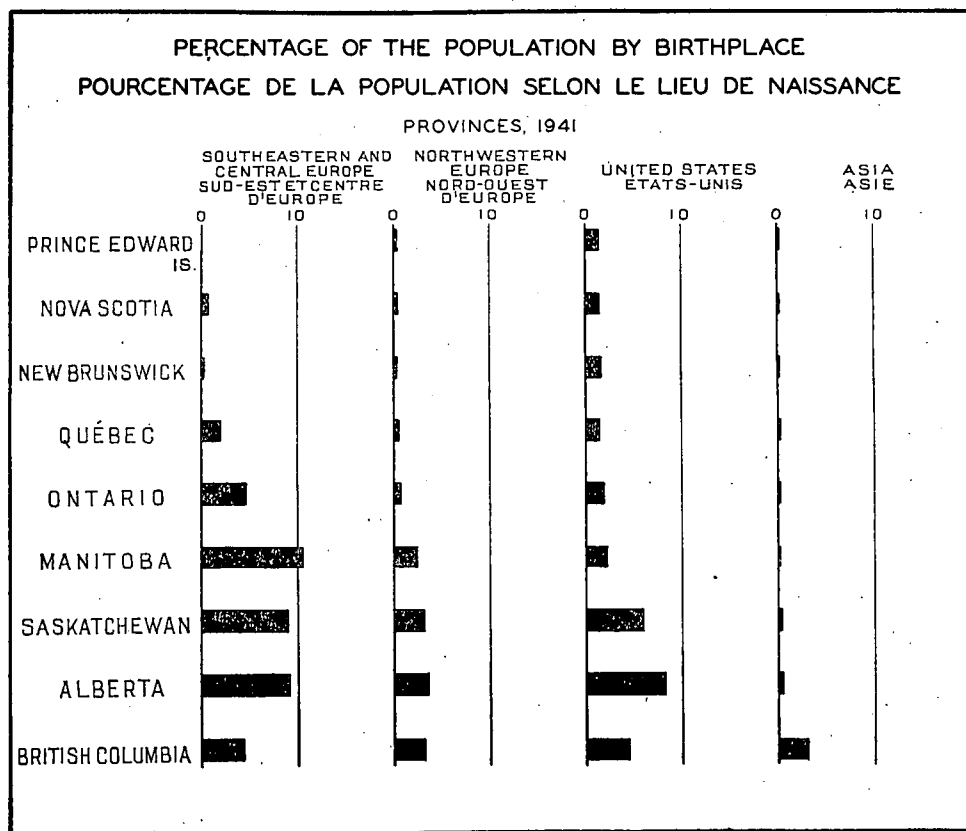 PERCENTAGE OF THE POPULATION BY BIRTHPLACE
POURCENTAGE DE LA POPULATION SELON LE LIEU DE NAISSANCE
PROVINCES, 1941
SOUTHEASTERN AND
CENTRAL EUROPE
SUD-EST ET CENTRE
D'EUROPE
NORTHWESTERN
EUROPE
NORD-OUEST
D'EUROPE
UNITED STATES
ÉTATS-UNIS
ASIA
ASIE
0 10 0 10 0 10 0 10
PRINCE EDWARD
IS.
NOVA SCOTIA
NEW BRUNSWICK
QUÉBEC
ONTARIO
MANITOBA
SASKATCHEWAN
ALBERTA
BRITISH COLUMBIA